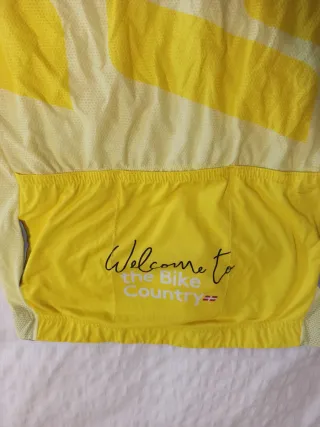 Welcome to
the Bike
Country